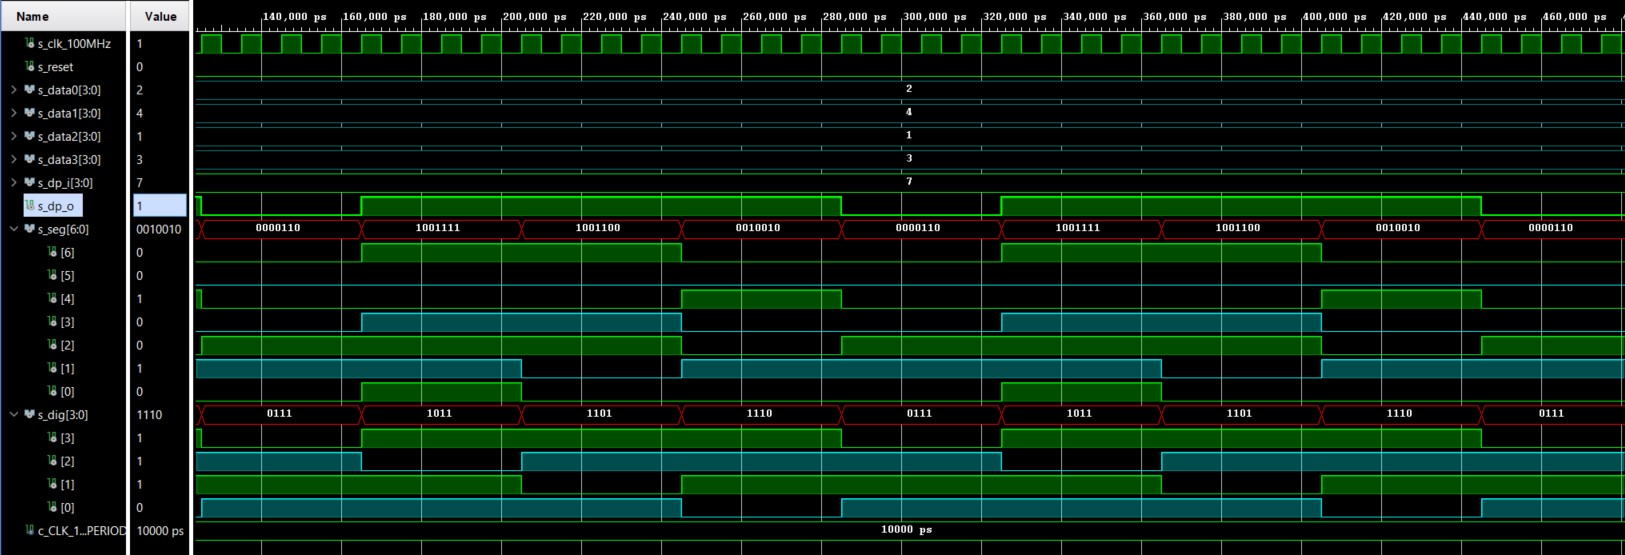 Name Value 140,000 ps 160,000 ps 180,000 ps 200,000 ps 220,000 ps 240,000 ps 260,000 ps 280,000 ps 300,000 ps 320,000 ps 340,000 ps 360,000 ps 380,000 ps 400,000 ps 420,000 ps 440,000 ps 460,000 ps
s_clk_100MHz 1
s_reset 0
s_data0[3:0] 2 2
s_data1[3:0] 4 4
s_data2[3:0] 1 1
s_data3[3:0] 3 3
s_dp_i[3:0] 7 7
s_dp_o 1
s_seg[6:0] 0010010 0000110 1001111 1001100 0010010 0000110 1001111 1001100 0010010 0000110
[6] 0
[5] 0
[4] 1
[3] 0
[2] 0
[1] 1
[0] 0
s_dig[3:0] 1110 0111 1011 1101 1110 0111 1011 1101 1110 0111
[3] 1
[2] 1
[1] 1
[0] 0
c_CLK_1...PERIOD 10000 ps 10000 ps